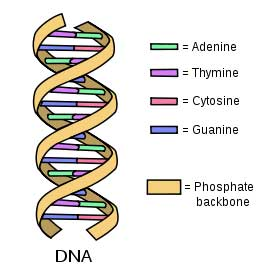 = Adenine
= Thymine
= Cytosine
= Guanine
= Phosphate
backbone
DNA